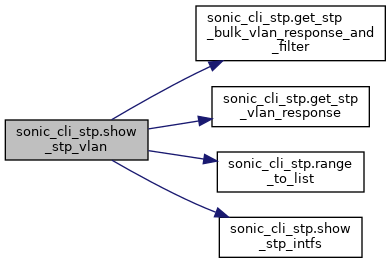 sonic_cli_stp.show
_stp_vlan
sonic_cli_stp.get_stp
_bulk_vlan_response_and
_filter
sonic_cli_stp.get_stp
_vlan_response
sonic_cli_stp.range
_to_list
sonic_cli_stp.show
_stp_intfs